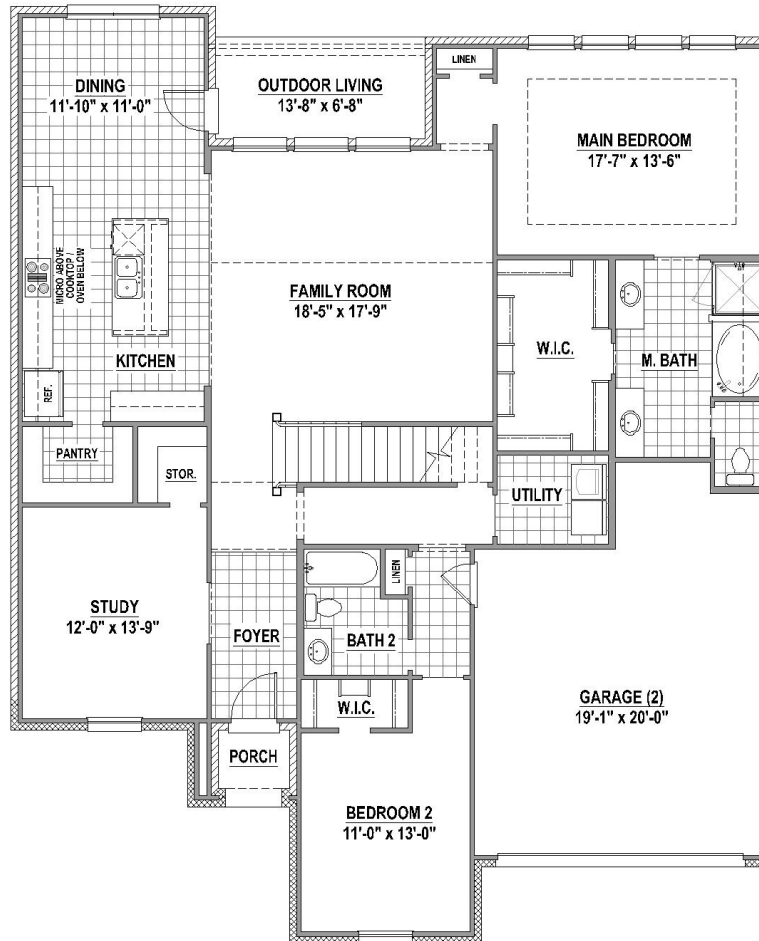 DINING
11'-10" x 11'-0"
OUTDOOR LIVING
13'-8" x 6'-8"
LINEN
MAIN BEDROOM
17'-7" x 13'-6"
MICRO ABOVE
COOKTOP /
OVEN BELOW
FAMILY ROOM
18'-5" x 17'-9"
KITCHEN
REF.
W.I.C.
M. BATH
PANTRY
STOR.
UTILITY
STUDY
12'-0" x 13'-9"
FOYER
LINEN
BATH 2
W.I.C.
GARAGE (2)
19'-1" x 20'-0"
PORCH
BEDROOM 2
11'-0" x 13'-0"